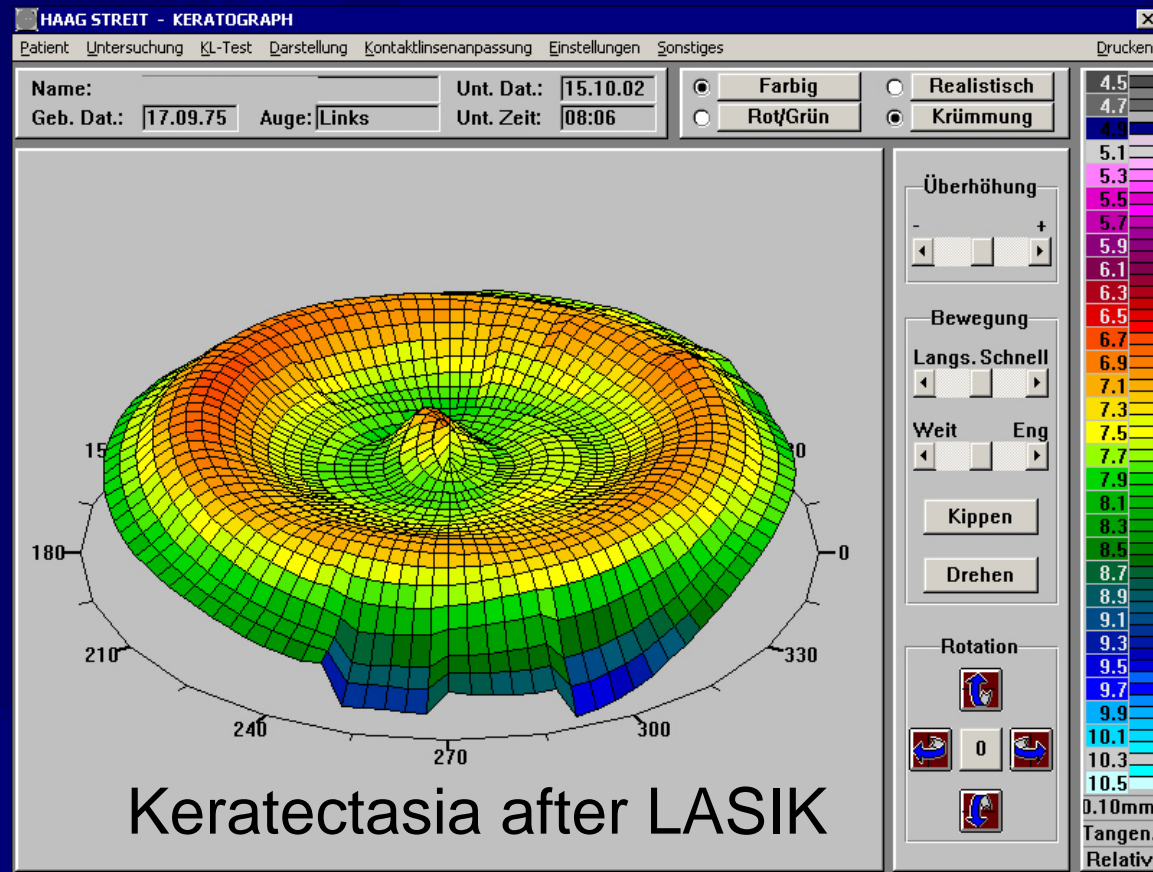 HAAG STREIT - KERATOGRAPH
Patient Untersuchung KL-Test Darstellung Kontaktlinsenanpassung Einstellungen Sonstiges Drucken
Name: Unt. Dat.: 15.10.02
Geb. Dat.: 17.09.75 Auge: Links Unt. Zeit: 08:06
Farbig Realistisch
Rot/Grün Krümmung
Überhöhung
- +
Bewegung
Langs. Schnell
Weit Eng
Kippen
Drehen
Rotation
0
15
0
180
0
210
330
240
300
270
Keratectasia after LASIK
4.5
4.7
4.9
5.1
5.3
5.5
5.7
5.9
6.1
6.3
6.5
6.7
6.9
7.1
7.3
7.5
7.7
7.9
8.1
8.3
8.5
8.7
8.9
9.1
9.3
9.5
9.7
9.9
10.1
10.3
10.5
0.10mm
Tangen.
Relativ